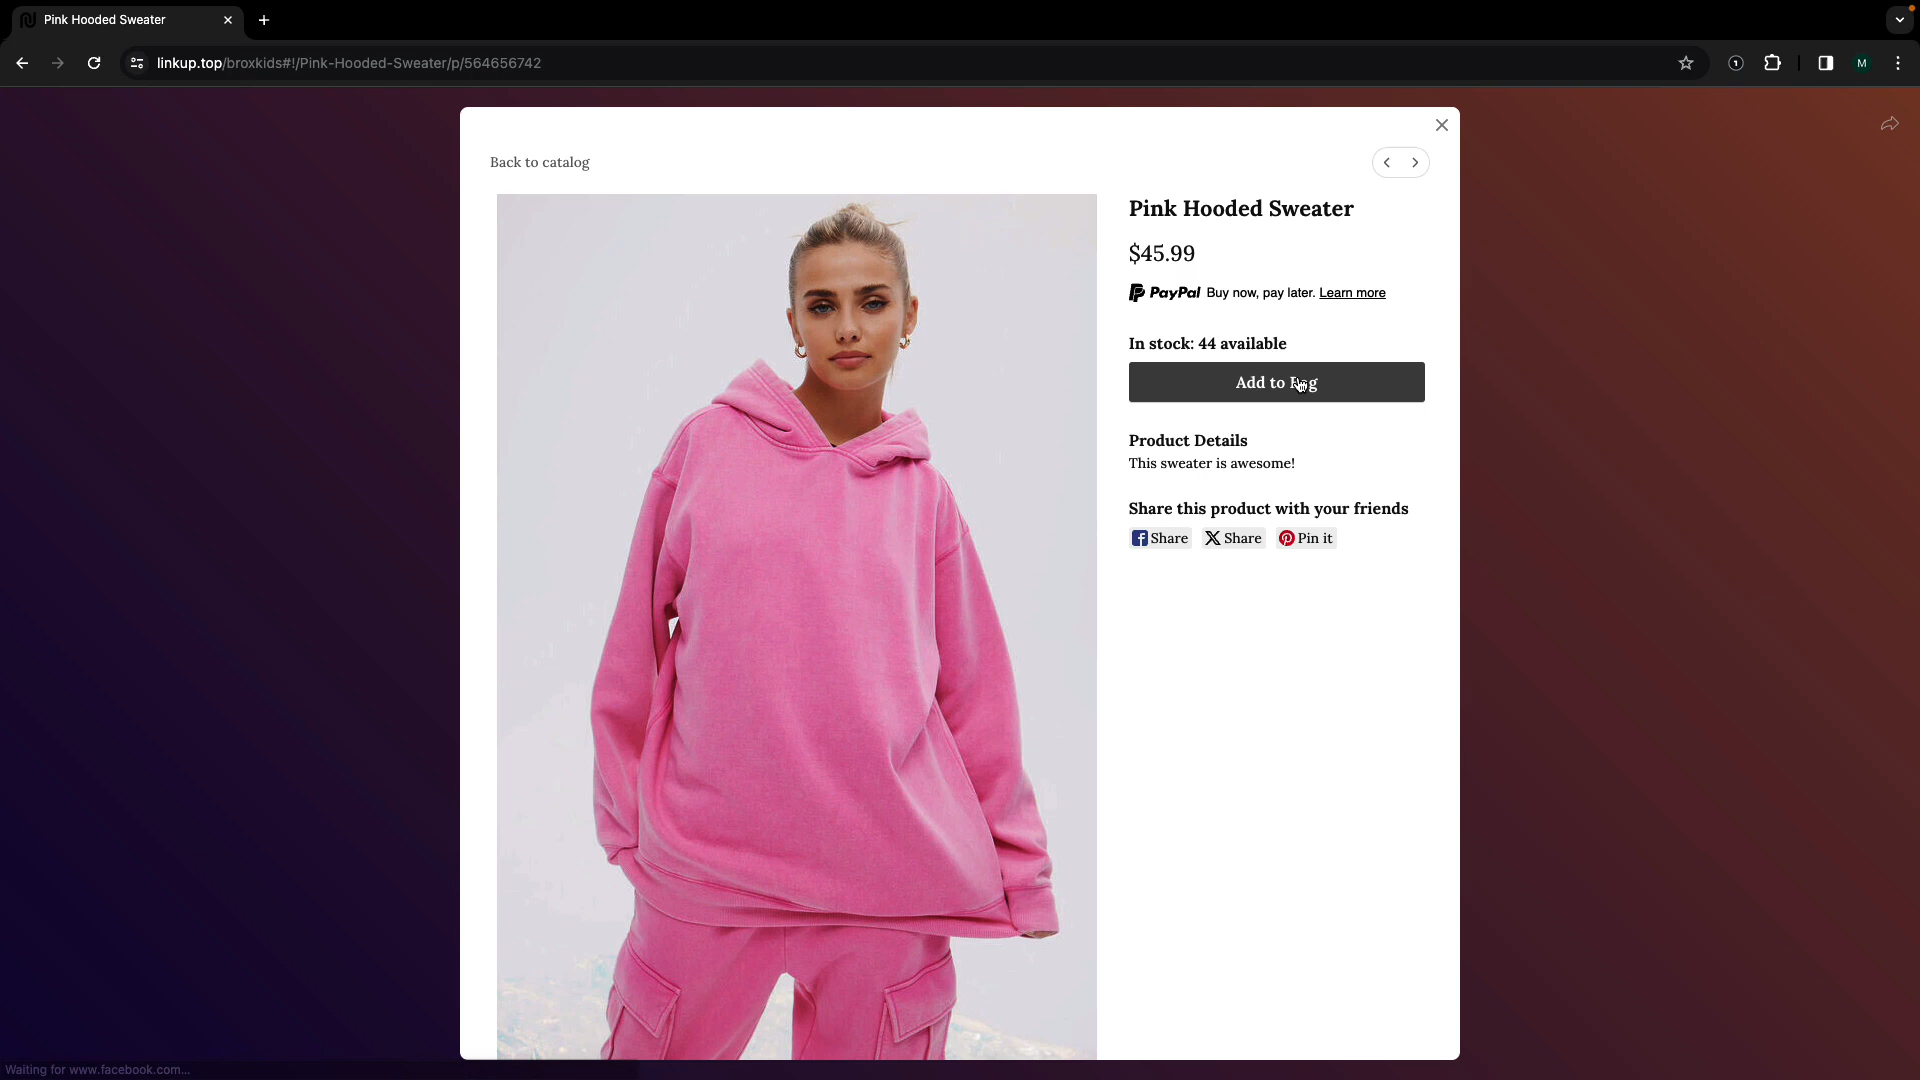 Pink Hooded Sweater
linkup.top/broxkids#!/Pink-Hooded-Sweater/p/564656742
M
Back to catalog
Pink Hooded Sweater
$45.99
PayPal Buy now, pay later. Learn more
In stock: 44 available
Add to
Product Details
This sweater is awesome!
Share this product with your friends
Share
Share
Pin it
Waiting for www.facebook.com...